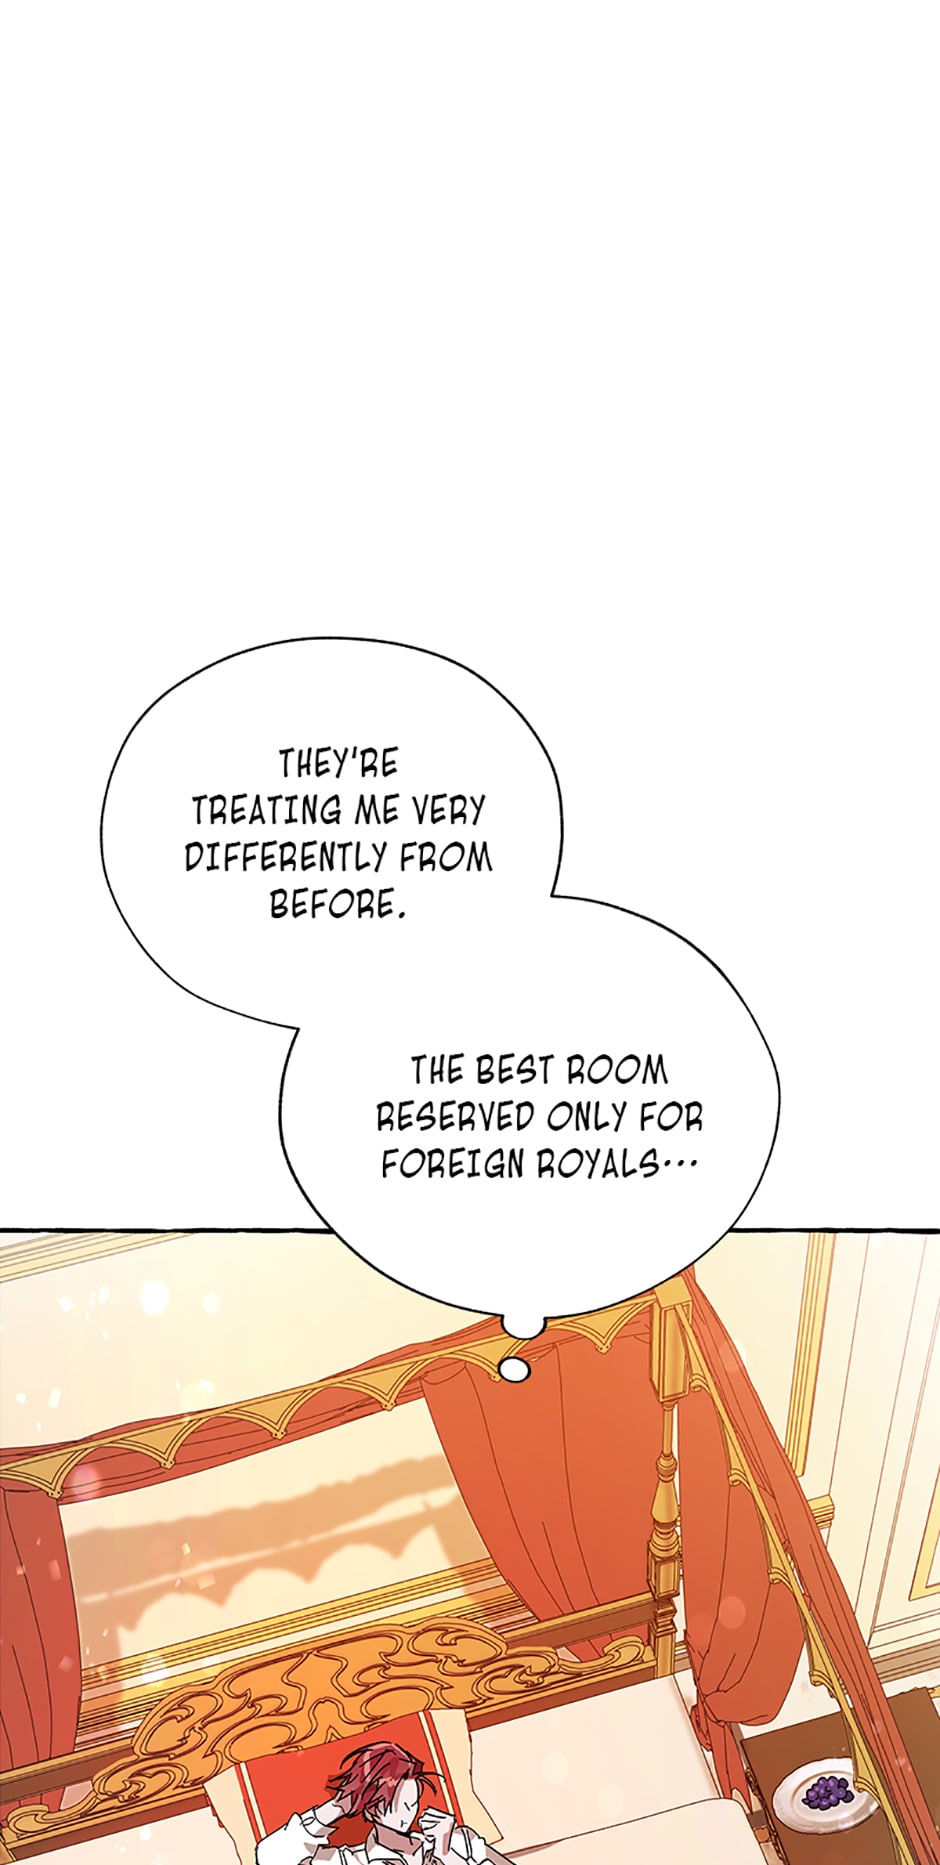 THEY'RE
TREATING ME VERY
DIFFERENTLY FROM
BEFORE.
THE BEST ROOM
RESERVED ONLY FOR
FOREIGN ROYALS...